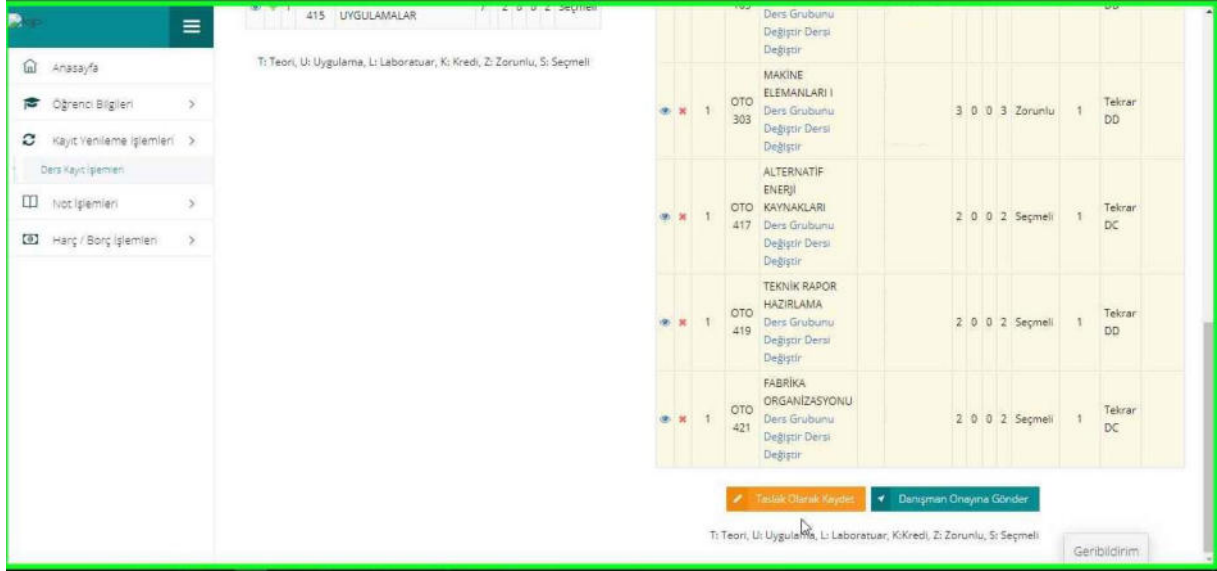 Anasayfa
Öğrenci Bilgileri
Kayıt Yenileme İşlemleri
Ders Kayıt İşlemleri
Not İşlemleri
Harç / Borç İşlemleri
415 UYGULAMALAR 7 2 0 0 2 Seçmeli
T: Teori, U: Uygulama, L: Laboratuar, K: Kredi, Z: Zorunlu, S: Seçmeli
Ders Grubunu
Değiştir Dersi
Değiştir
MAKİNE
ELEMANLARI I
1 OTO 303 Ders Grubunu 3 0 0 3 Zorunlu 1 Tekrar DD
Değiştir Dersi
Değiştir
ALTERNATİF
ENERJİ
1 OTO 417 KAYNAKLARI 2 0 0 2 Seçmeli 1 Tekrar DC
Ders Grubunu
Değiştir Dersi
Değiştir
TEKNİK RAPOR
HAZIRLAMA
1 OTO 419 Ders Grubunu 2 0 0 2 Seçmeli 1 Tekrar DD
Değiştir Dersi
Değiştir
FABRİKA
ORGANİZASYONU
1 OTO 421 Ders Grubunu 2 0 0 2 Seçmeli 1 Tekrar DC
Değiştir Dersi
Değiştir
Taslak Olarak Kaydet
Danışman Onayına Gönder
T: Teori, U: Uygulama, L: Laboratuar, K:Kredi, Z: Zorunlu, S: Seçmeli
Geribildirim